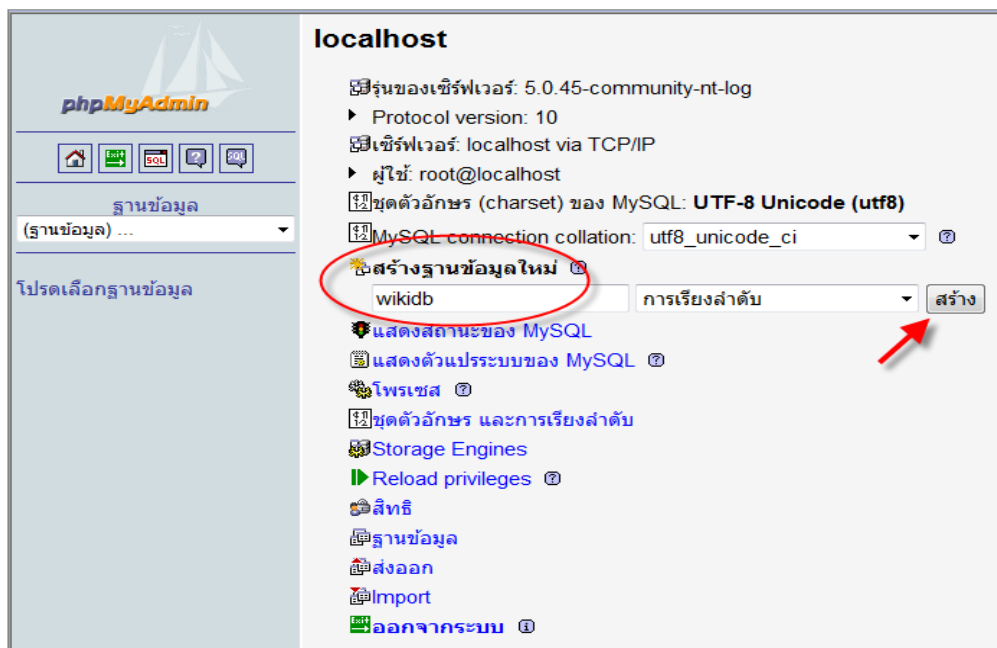 phpMyAdmin
Exit SQL ? SQL
ฐานข้อมูล
(ฐานข้อมูล) ...
โปรดเลือกฐานข้อมูล
localhost
รุ่นของเซิร์ฟเวอร์: 5.0.45-community-nt-log
Protocol version: 10
เซิร์ฟเวอร์: localhost via TCP/IP
ผู้ใช้: root@localhost
ชุดตัวอักษร (charset) ของ MySQL: UTF-8 Unicode (utf8)
MySQL connection collation: utf8_unicode_ci
สร้างฐานข้อมูลใหม่
wikidb การเรียงลำดับ สร้าง
แสดงสถานะของ MySQL
แสดงตัวแปรระบบของ MySQL
โพรเซส
ชุดตัวอักษร และการเรียงลำดับ
Storage Engines
Reload privileges
สิทธิ
ฐานข้อมูล
ส่งออก
Import
ออกจากระบบ